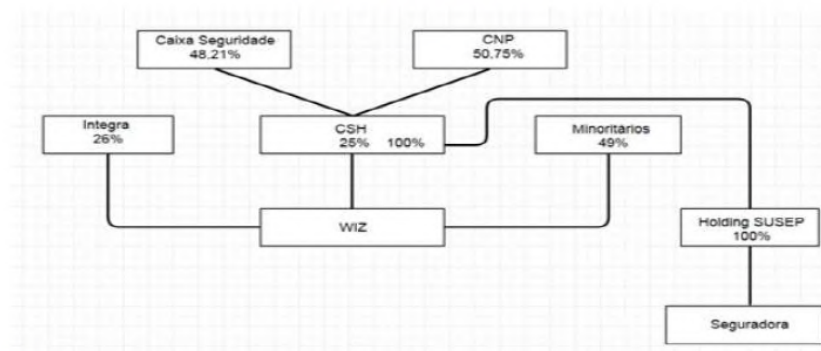 Caixa Seguridade
48,21%
CNP
50,75%
Integra
26%
CSH
25% 100%
Minoritários
49%
WIZ
Holding SUSEP
100%
Seguradora